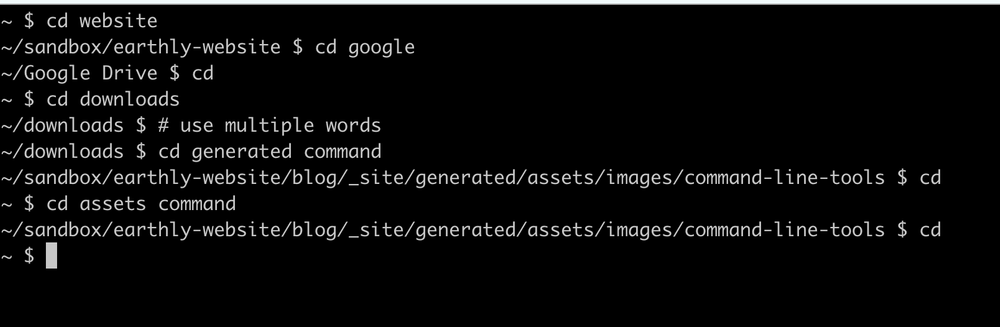 ~ $ cd website
~/sandbox/earthly-website $ cd google
~/Google Drive $ cd
~ $ cd downloads
~/downloads $ # use multiple words
~/downloads $ cd generated command
~/sandbox/earthly-website/blog/_site/generated/assets/images/command-line-tools $ cd
~ $ cd assets command
~/sandbox/earthly-website/blog/_site/generated/assets/images/command-line-tools $ cd
~ $